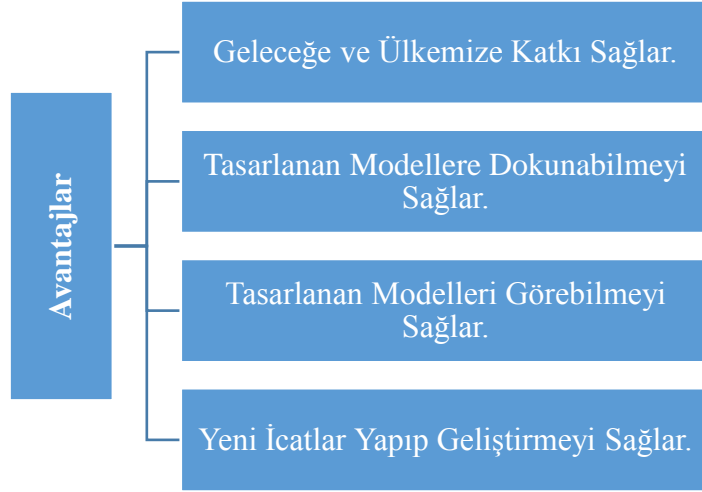 Avantajlar
Geleceğe ve Ülkemize Katkı Sağlar.
Tasarlanan Modellere Dokunabilmeyi
Sağlar.
Tasarlanan Modelleri Görebilmeyi
Sağlar.
Yeni İcatlar Yapıp Geliştirmeyi Sağlar.